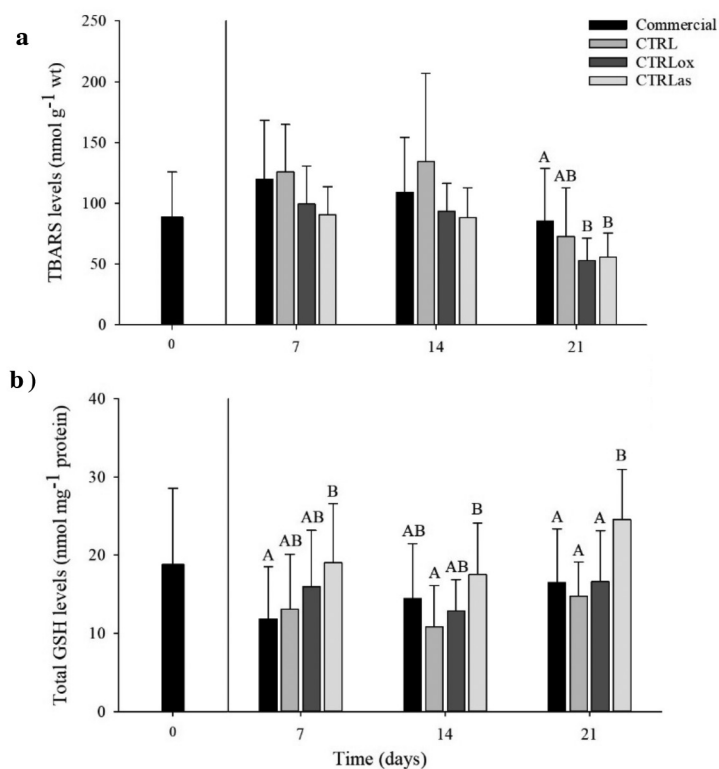 a
TBARS levels (nmol g⁻¹ wt)
250
200
150
100
50
0
Commercial
CTRL
CTRLox
CTRLas
A
AB
B
B
0
7
14
21
b)
Total GSH levels (nmol mg⁻¹ protein)
40
30
20
10
0
A
AB
AB
B
AB
A
AB
B
A
A
A
B
0
7
14
21
Time (days)